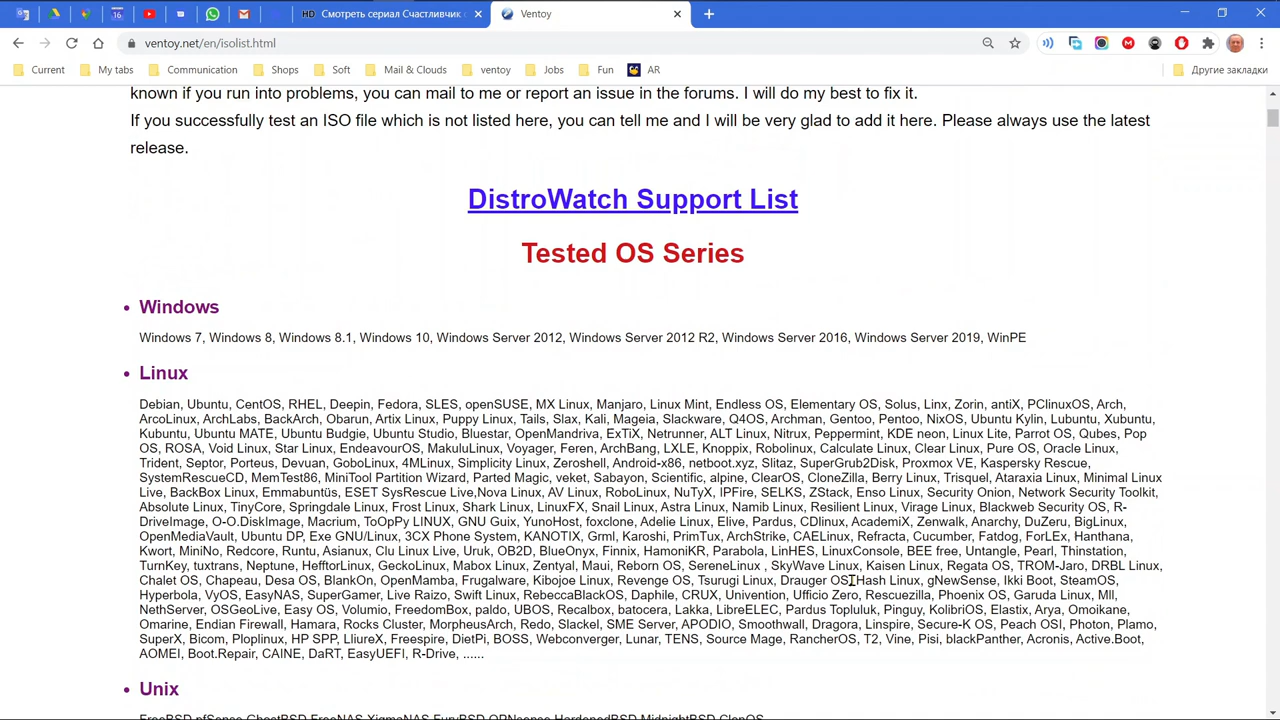 16
HD Смотреть сериал Счастливчик
Ventoy
ventoy.net/en/isolist.html
Current
My tabs
Communication
Shops
Soft
Mail & Clouds
ventoy
Jobs
Fun
AR
Другие закладки
known if you run into problems, you can mail to me or report an issue in the forums. I will do my best to fix it.
If you successfully test an ISO file which is not listed here, you can tell me and I will be very glad to add it here. Please always use the latest
release.
DistroWatch Support List
Tested OS Series
Windows
Windows 7, Windows 8, Windows 8.1, Windows 10, Windows Server 2012, Windows Server 2012 R2, Windows Server 2016, Windows Server 2019, WinPE
Linux
Debian, Ubuntu, CentOS, RHEL, Deepin, Fedora, SLES, openSUSE, MX Linux, Manjaro, Linux Mint, Endless OS, Elementary OS, Solus, Linx, Zorin, antiX, PClinuxOS, Arch,
ArcoLinux, ArchLabs, BackArch, Obarun, Artix Linux, Puppy Linux, Tails, Slax, Kali, Mageia, Slackware, Q4OS, Archman, Gentoo, Pentoo, NixOS, Ubuntu Kylin, Lubuntu, Xubuntu,
Kubuntu, Ubuntu MATE, Ubuntu Budgie, Ubuntu Studio, Bluestar, OpenMandriva, ExTiX, Netrunner, ALT Linux, Nitrux, Peppermint, KDE neon, Linux Lite, Parrot OS, Qubes, Pop
OS, ROSA, Void Linux, Star Linux, EndeavourOS, MakuluLinux, Voyager, Feren, ArchBang, LXLE, Knoppix, Robolinux, Calculate Linux, Clear Linux, Pure OS, Oracle Linux,
Trident, Septor, Porteus, Devuan, GoboLinux, 4MLinux, Simplicity Linux, Zeroshell, Android-x86, netboot.xyz, Slitaz, SuperGrub2Disk, Proxmox VE, Kaspersky Rescue,
SystemRescueCD, MemTest86, MiniTool Partition Wizard, Parted Magic, veket, Sabayon, Scientific, alpine, ClearOS, CloneZilla, Berry Linux, Trisquel, Ataraxia Linux, Minimal Linux
Live, BackBox Linux, Emmabuntüs, ESET SysRescue Live,Nova Linux, AV Linux, RoboLinux, NuTyX, IPFire, SELKS, ZStack, Enso Linux, Security Onion, Network Security Toolkit,
Absolute Linux, TinyCore, Springdale Linux, Frost Linux, Shark Linux, LinuxFX, Snail Linux, Astra Linux, Namib Linux, Resilient Linux, Virage Linux, Blackweb Security OS, R-
DriveImage, O-O.DiskImage, Macrium, ToOpPy LINUX, GNU Guix, YunoHost, foxclone, Adelie Linux, Elive, Pardus, CDlinux, AcademiX, Zenwalk, Anarchy, DuZeru, BigLinux,
OpenMediaVault, Ubuntu DP, Exe GNU/Linux, 3CX Phone System, KANOTIX, Grml, Karoshi, PrimTux, ArchStrike, CAELinux, Refracta, Cucumber, Fatdog, ForLEx, Hanthana,
Kwort, MiniNo, Redcore, Runtu, Asianux, Clu Linux Live, Uruk, OB2D, BlueOnyx, Finnix, HamoniKR, Parabola, LinHES, LinuxConsole, BEE free, Untangle, Pearl, Thinstation,
TurnKey, tuxtrans, Neptune, HefftorLinux, GeckoLinux, Mabox Linux, Zentyal, Maui, Reborn OS, SereneLinux , SkyWave Linux, Kaisen Linux, Regata OS, TROM-Jaro, DRBL Linux,
Chalet OS, Chapeau, Desa OS, BlankOn, OpenMamba, Frugalware, Kibojoe Linux, Revenge OS, Tsurugi Linux, Drauger OS,Hash Linux, gNewSense, Ikki Boot, SteamOS,
Hyperbola, VyOS, EasyNAS, SuperGamer, Live Raizo, Swift Linux, RebeccaBlackOS, Daphile, CRUX, Univention, Ufficio Zero, Rescuezilla, Phoenix OS, Garuda Linux, Mll,
NethServer, OSGeoLive, Easy OS, Volumio, FreedomBox, paldo, UBOS, Recalbox, batocera, Lakka, LibreELEC, Pardus Topluluk, Pinguy, KolibriOS, Elastix, Arya, Omoikane,
Omarine, Endian Firewall, Hamara, Rocks Cluster, MorpheusArch, Redo, Slackel, SME Server, APODIO, Smoothwall, Dragora, Linspire, Secure-K OS, Peach OSI, Photon, Plamo,
SuperX, Bicom, Ploplinux, HP SPP, LliureX, Freespire, DietPi, BOSS, Webconverger, Lunar, TENS, Source Mage, RancherOS, T2, Vine, Pisi, blackPanther, Acronis, Active.Boot,
AOMEI, Boot.Repair, CAINE, DaRT, EasyUEFI, R-Drive, ......
Unix
FreeBSD pfSense GhostBSD FreeNAS XigmaNAS FuryBSD OPNsense HardenedBSD MidnightBSD ClonOS